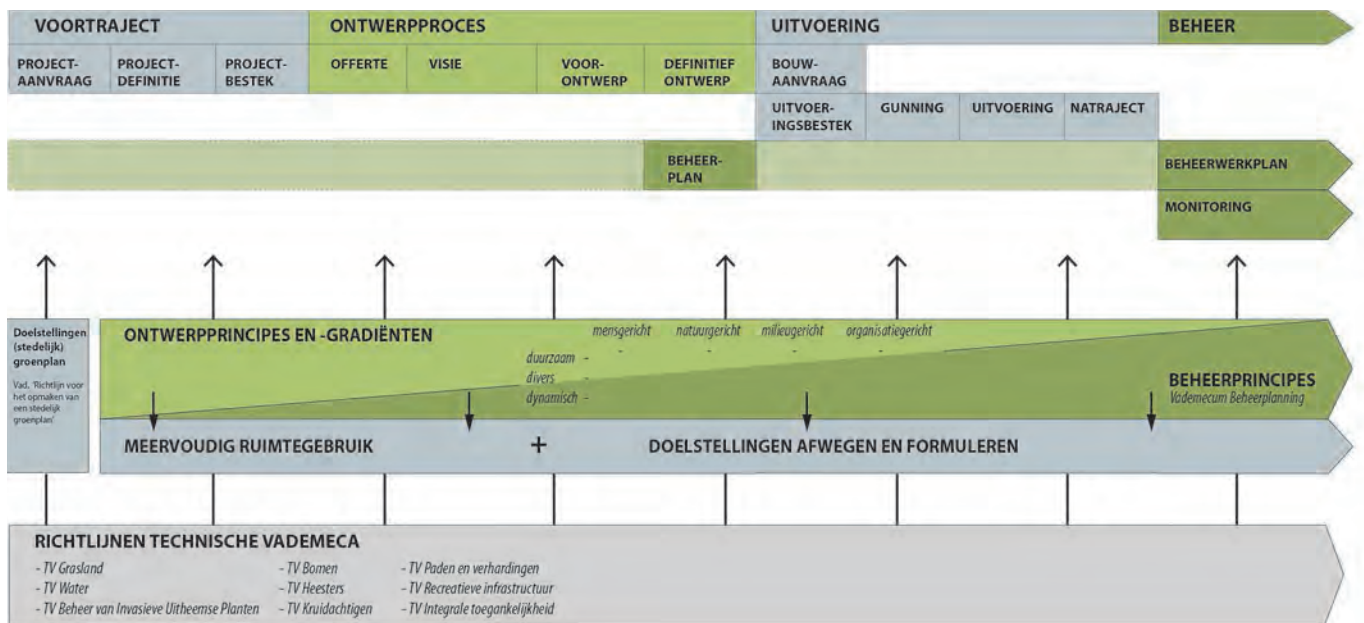 VOORTRAJECT
ONTWERPPROCES
UITVOERING
BEHEER
PROJECT-
AANVRAAG
PROJECT-
DEFINITIE
PROJECT-
BESTEK
OFFERTE
VISIE
VOOR-
ONTWERP
DEFINITIEF
ONTWERP
BOUW-
AANVRAAG
UITVOER-
INGSBESTEK
GUNNING
UITVOERING
NATRAJECT
BEHEER-
PLAN
BEHEERWERKPLAN
MONITORING
Doelstellingen
(stedelijk)
groenplan
Vad. 'Richtlijn voor
het opmaken van
een stedelijk
groenplan'
ONTWERPPRINCIPES EN -GRADIËNTEN
mensgericht
natuurgericht
milieugericht
organisatiegericht
- - - -
duurzaam -
divers -
dynamisch -
BEHEERPRINCIPES
Vademecum Beheerplanning
MEERVOUDIG RUIMTEGEBRUIK + DOELSTELLINGEN AFWEGEN EN FORMULEREN
RICHTLIJNEN TECHNISCHE VADEMECA
- TV Grasland
- TV Water
- TV Beheer van Invasieve Uitheemse Planten
- TV Bomen
- TV Heesters
- TV Kruidachtigen
- TV Paden en verhardingen
- TV Recreatieve infrastructuur
- TV Integrale toegankelijkheid